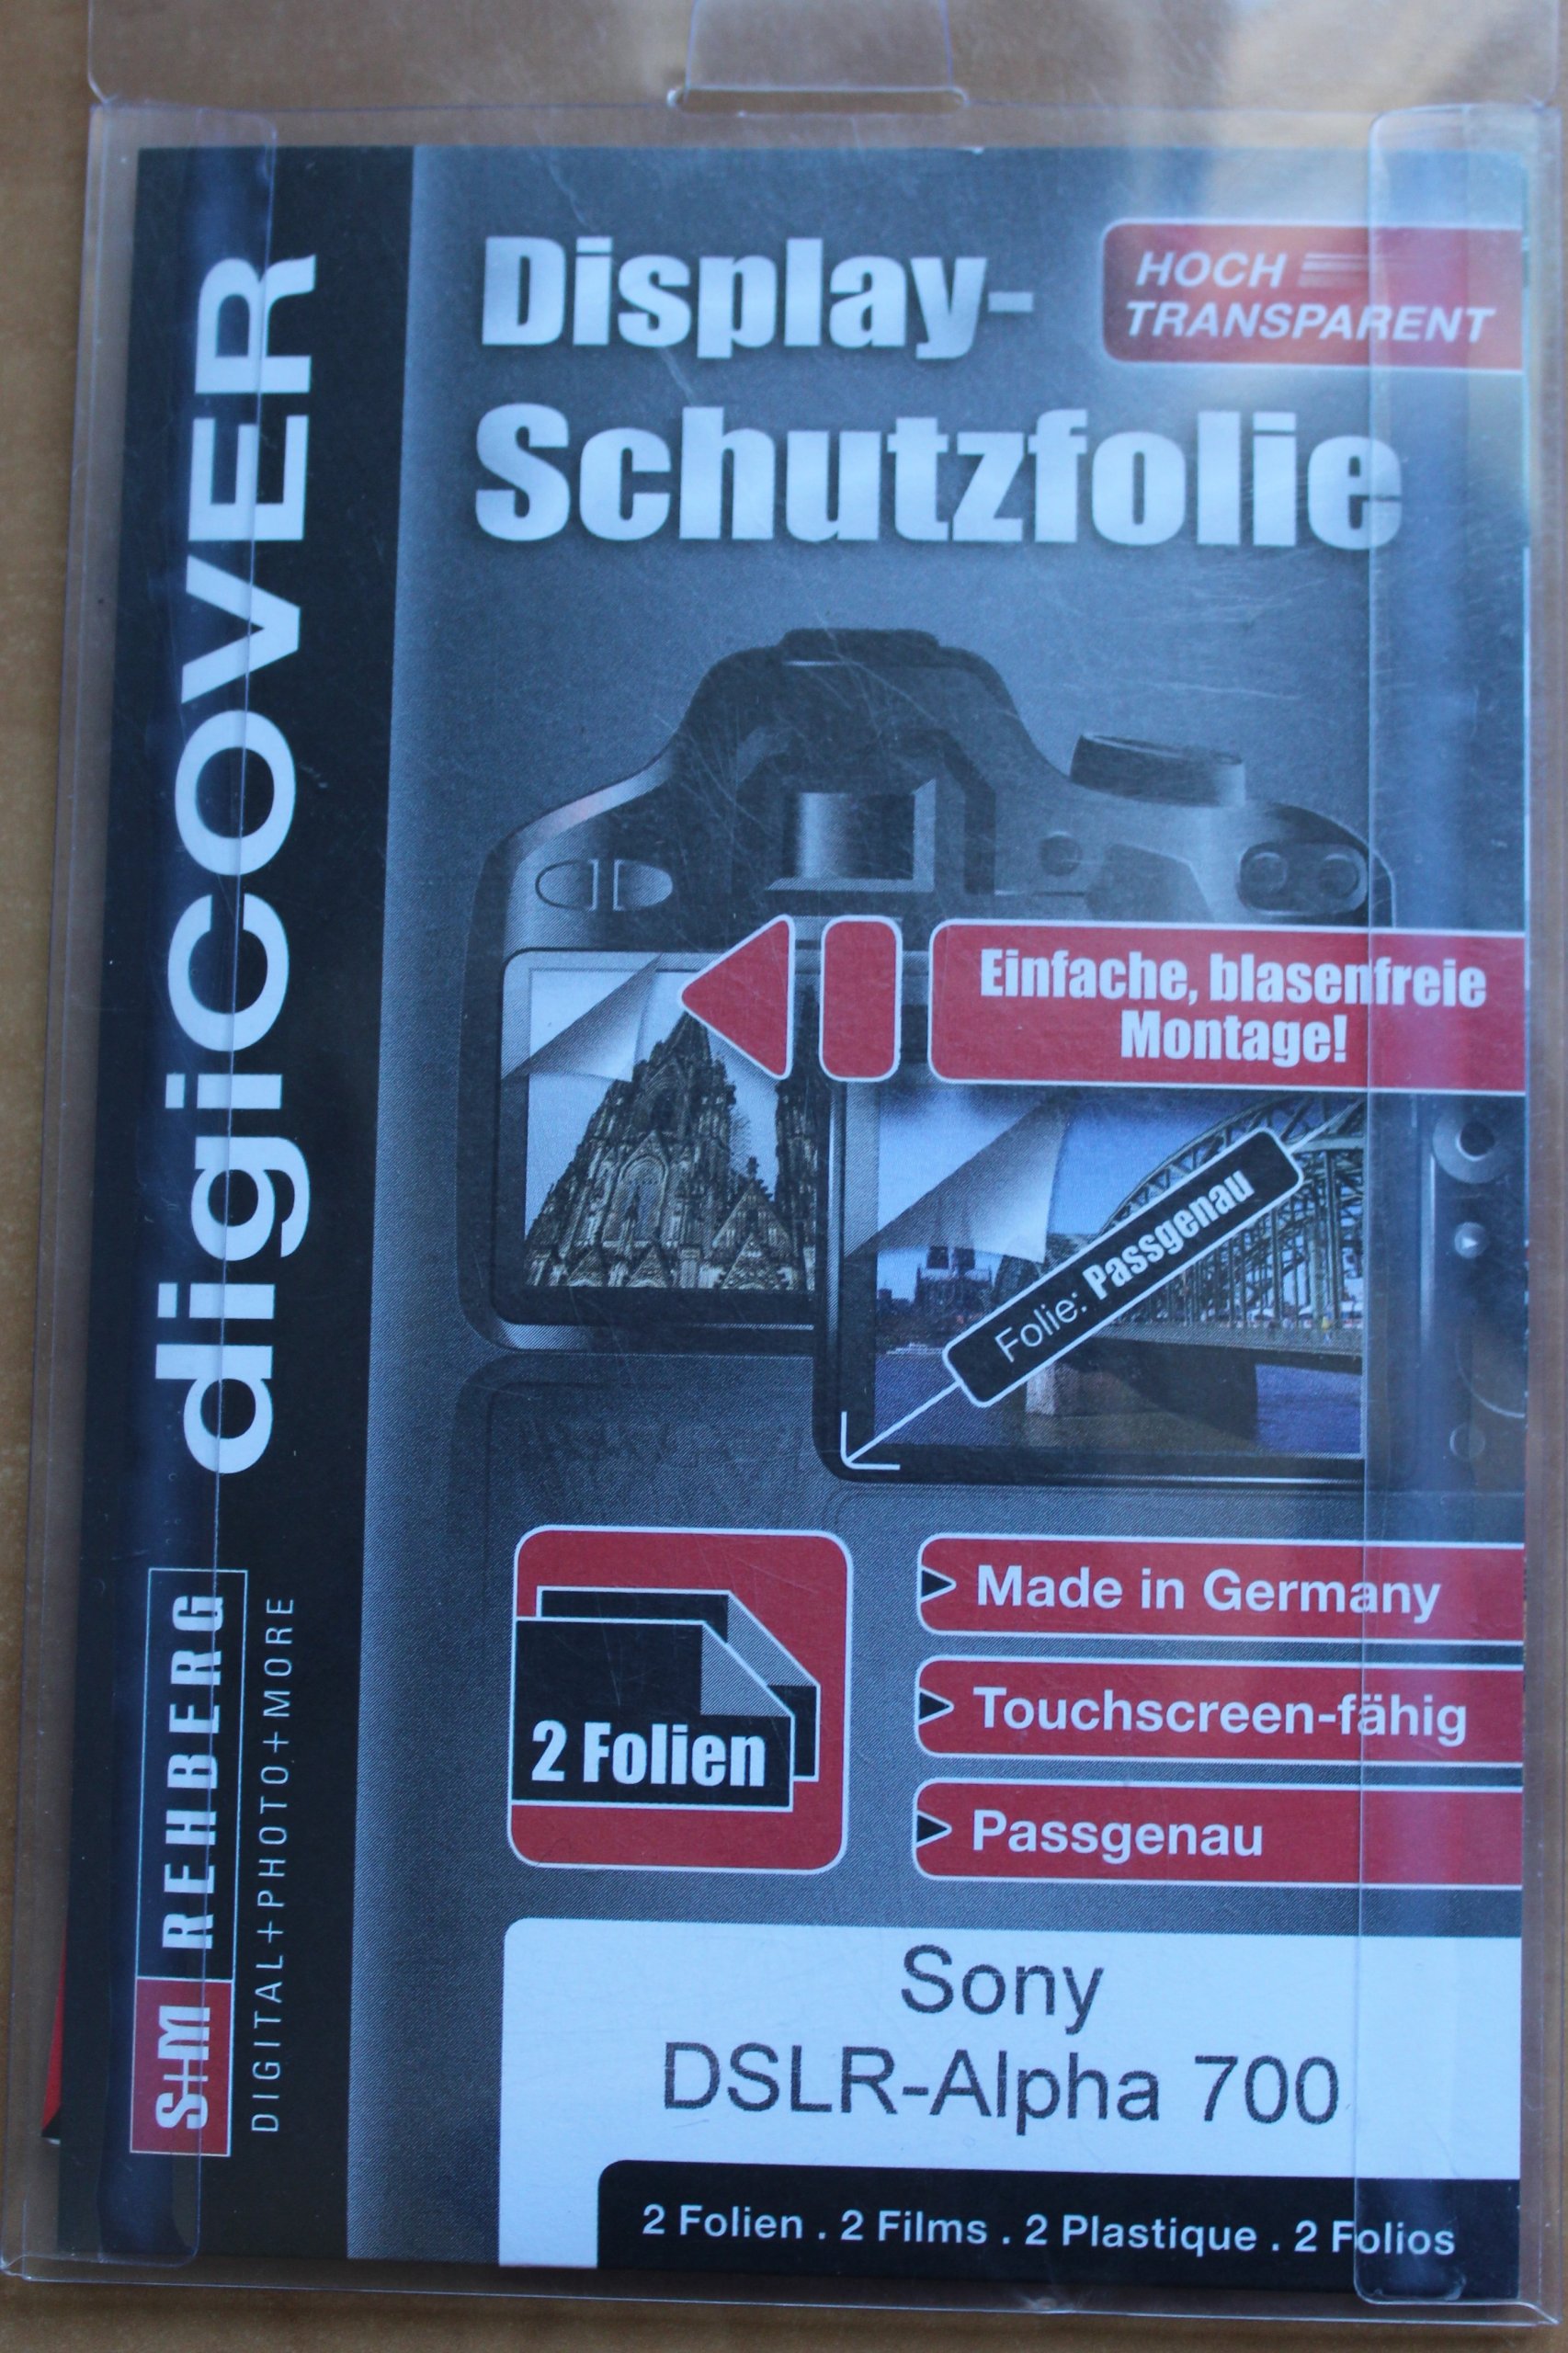 digiCOVER
S+M REHBERG
DIGITAL+PHOTO+MORE
Display-
Schutzfolie
HOCH
TRANSPARENT
Einfache, blasenfreie
Montage!
Folie: Passgenau
2 Folien
Made in Germany
Touchscreen-fähig
Passgenau
Sony
DSLR-Alpha 700
2 Folien . 2 Films . 2 Plastique . 2 Folios